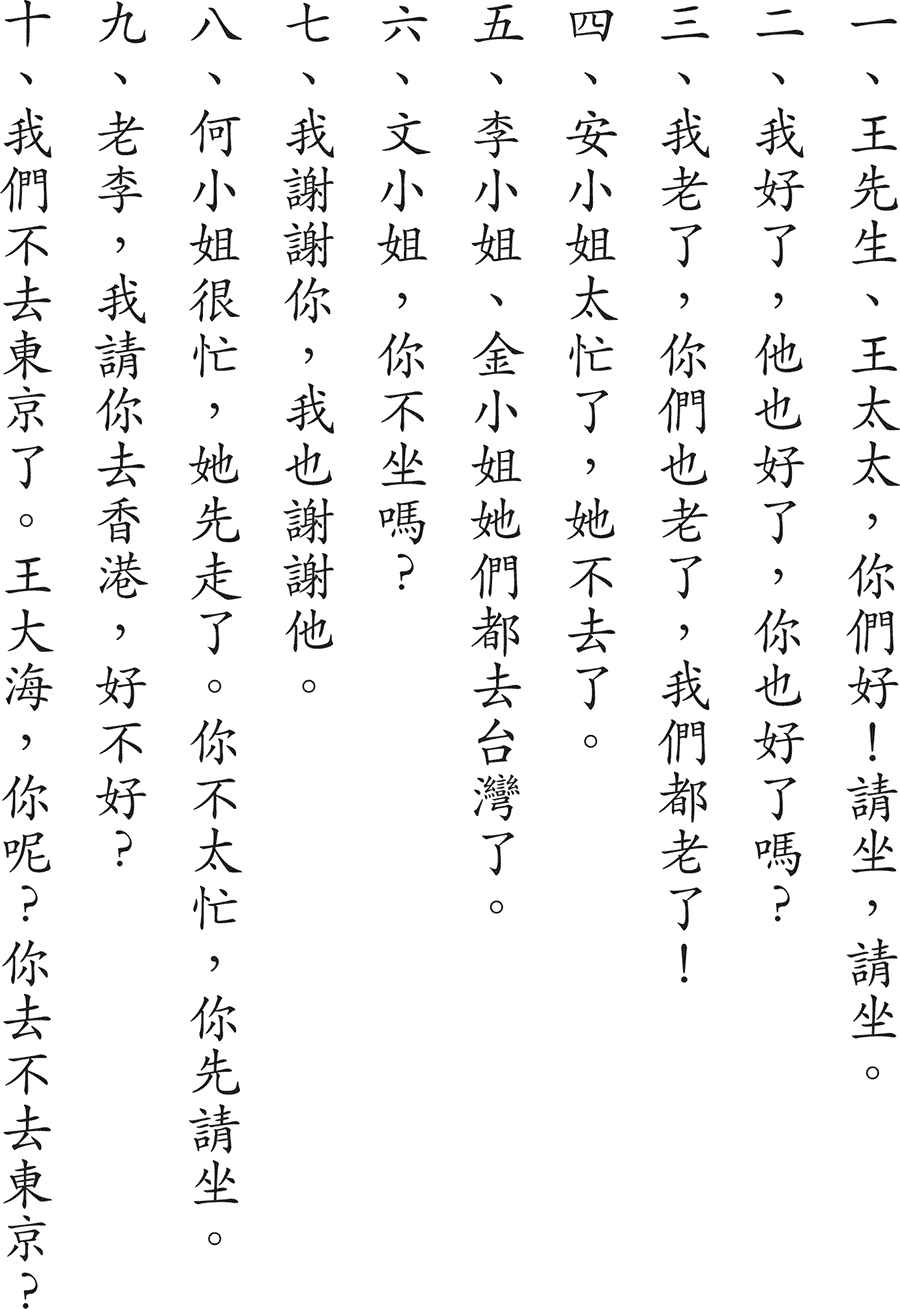 一、王先生、王太太，你們好！請坐，請坐。
二、我好了，他也好了，你也好了嗎？
三、我老了，你們也老了，我們都老了！
四、安小姐太忙了，她不去了。
五、李小姐、金小姐她們都去台灣了。
六、文小姐，你不坐嗎？
七、我謝謝你，我也謝謝他。
八、何小姐很忙，她先走了。你不太忙，你先請坐。
九、老李，我請你去香港，好不好？
十、我們不去東京了。王大海，你呢？你去不去東京？